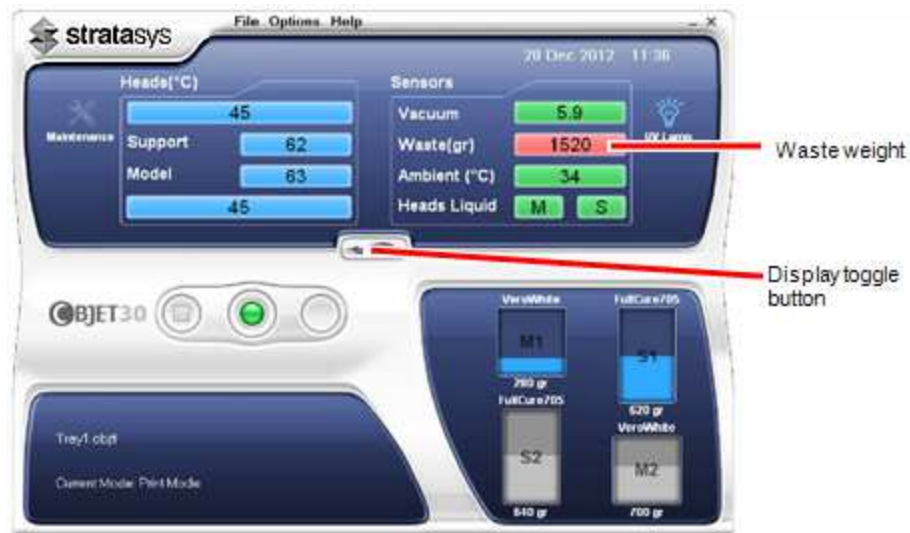 stratasys
File Options Help
20 Dec 2012 11:36
Heads(°C)
45
Support 62
Model 63
45
Maintenance
Sensors
Vacuum 5.9
Waste(gr) 1520
Ambient (°C) 34
Heads Liquid M S
UV Lamp
Waste weight
Display toggle
button
OBJET30
VeroWhite
M1
280 gr
FullCure705
S1
620 gr
FullCure705
S2
640 gr
VeroWhite
M2
700 gr
Tray1.objtf
Current Mode: Print Mode